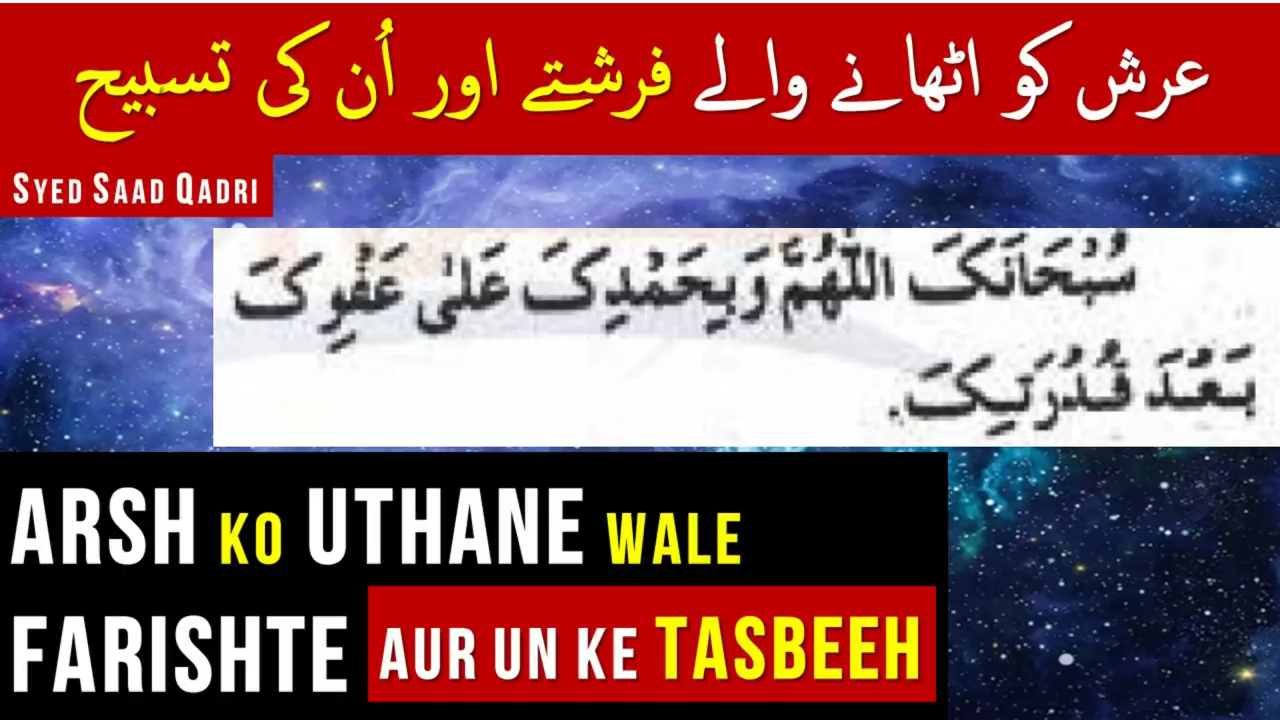 عرش کو اٹھانے والے فرشتے اور اُن کی تسبیح
SYED SAAD QADRI
سُبْحَانَکَ اللّٰهُمَّ وَبِحَمْدِکَ عَلٰی عَفْوِکَ
بَعْدَ قُدْرَتِکَ.
ARSH KO UTHANE WALE
FARISHTE AUR UN KE TASBEEH